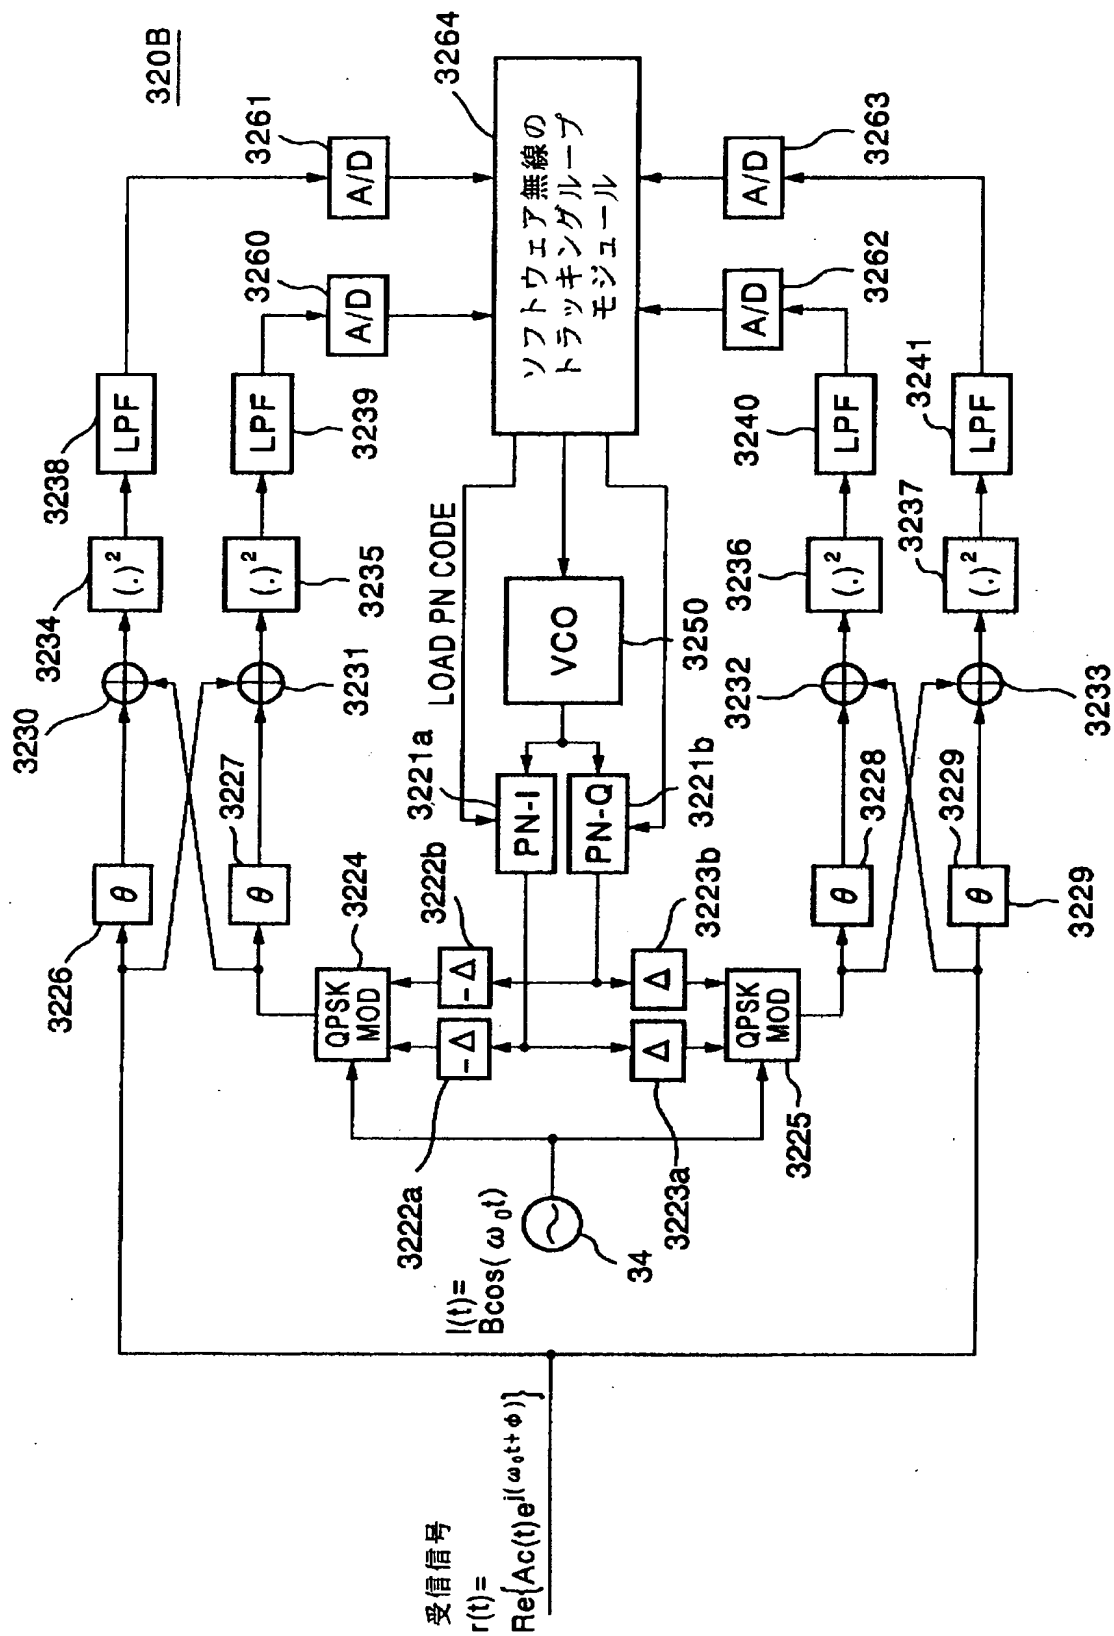 320B
受信信号
r(t)=
Re{Ac(t)e^{j(ω₀t+φ)}}
l(t)=
Bcos(ω₀t)
34
3226
θ
3230
3234
(.)²
3238
LPF
3261
A/D
3227
θ
3231
3235
(.)²
3239
LPF
3260
A/D
3224
QPSK
MOD
3222a
-Δ
3222b
-Δ
3221a
PN-I
LOAD PN CODE
VCO
3250
3264
ソフトウェア無線の
トラッキングループ
モジュール
PN-Q
3221b
3223a
Δ
3223b
Δ
QPSK
MOD
3225
θ
3228
3232
(.)²
3236
LPF
3240
A/D
3262
θ
3229
3229
3233
(.)²
3237
LPF
3241
A/D
3263